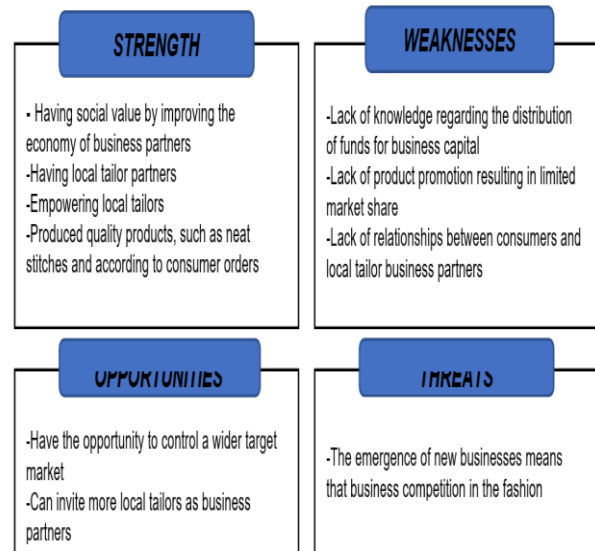 STRENGTH
- Having social value by improving the
economy of business partners
-Having local tailor partners
-Empowering local tailors
-Produced quality products, such as neat
stitches and according to consumer orders
WEAKNESSES
-Lack of knowledge regarding the distribution
of funds for business capital
-Lack of product promotion resulting in limited
market share
-Lack of relationships between consumers and
local tailor business partners
OPPORTUNITIES
-Have the opportunity to control a wider target
market
-Can invite more local tailors as business
partners
THREATS
-The emergence of new businesses means
that business competition in the fashion